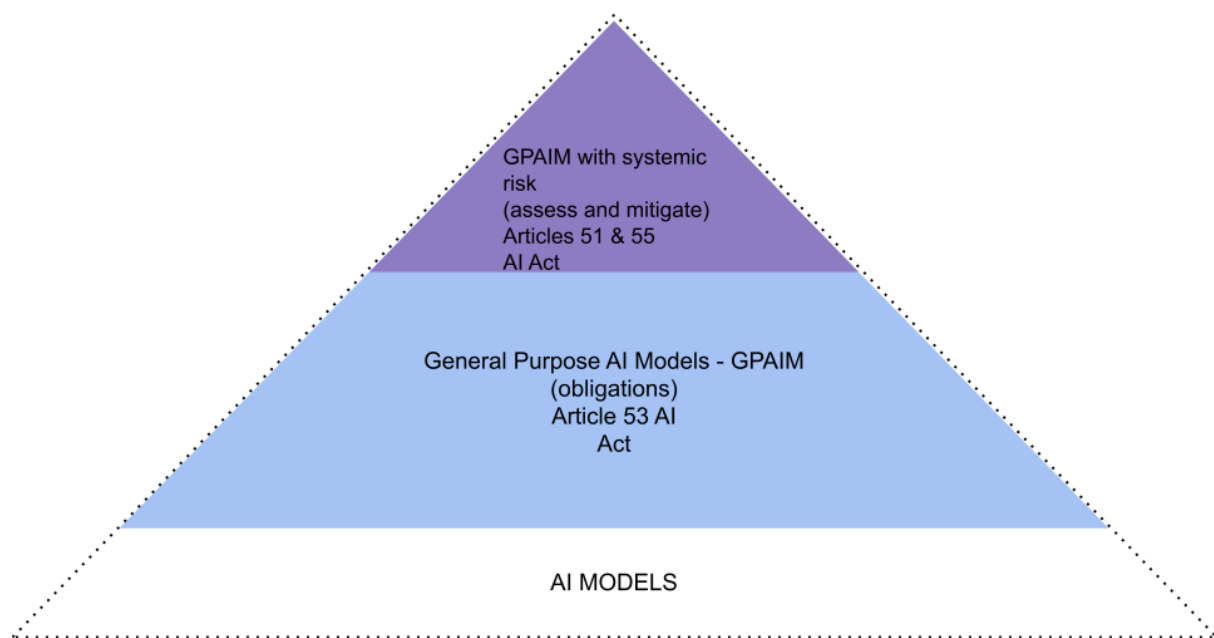 GPAIM with systemic
risk
(assess and mitigate)
Articles 51 & 55
AI Act
General Purpose AI Models - GPAIM
(obligations)
Article 53 AI
Act
AI MODELS